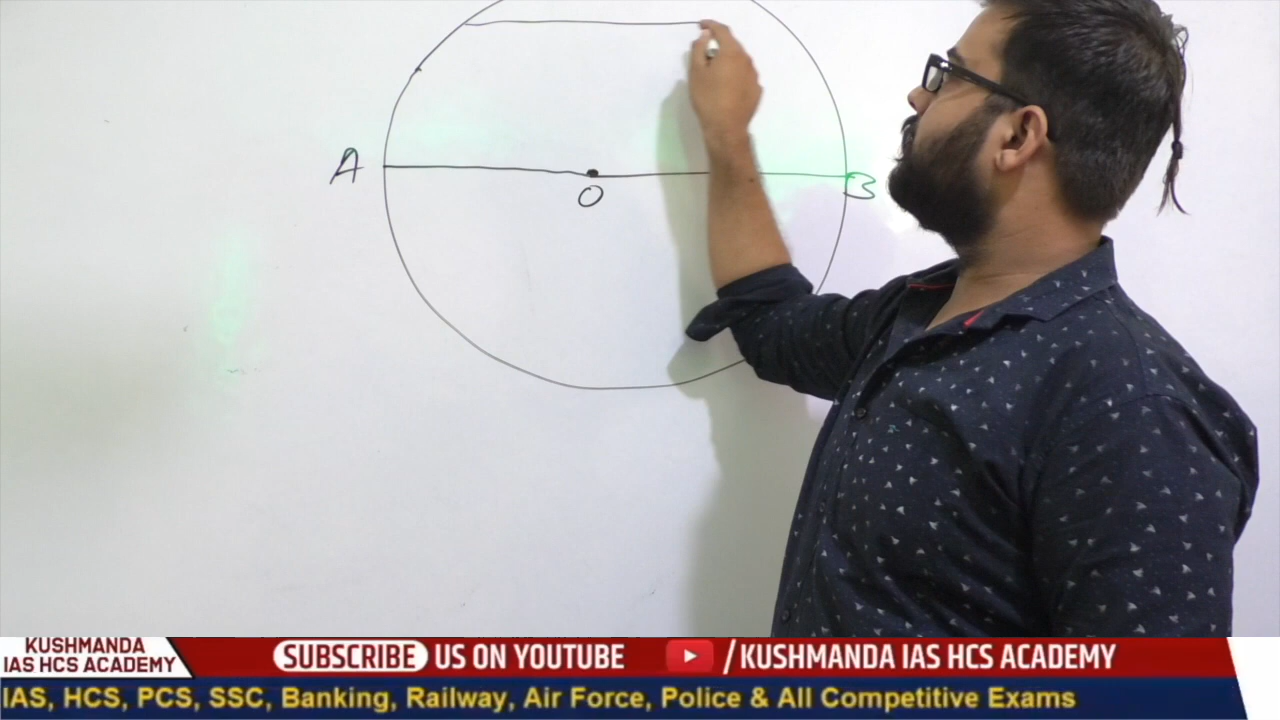 A
O
B
KUSHMANDA
IAS HCS ACADEMY
SUBSCRIBE US ON YOUTUBE
/KUSHMANDA IAS HCS ACADEMY
IAS, HCS, PCS, SSC, Banking, Railway, Air Force, Police & All Competitive Exams